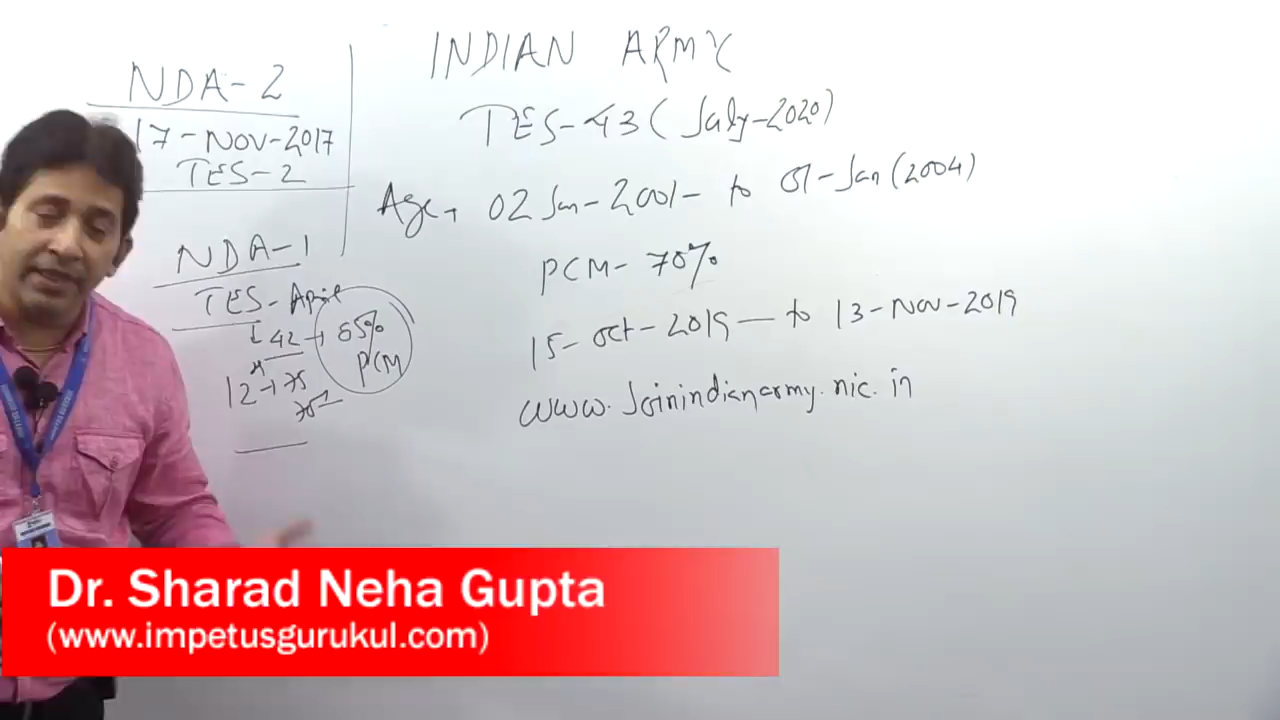 NDA-2
17-NOV-2017
TES-2
NDA-1
TES-
↓ 42 →
85%
PCM
12 → 75
INDIAN ARMY
TES-43 (July-2020)
Age → 02 Jan-2001- to 01-Jan (2004)
PCM- 70%
15-Oct-2019 — to 13-Nov-2019
www.Joinindianarmy.nic.in
Dr. Sharad Neha Gupta
(www.impetusgurukul.com)